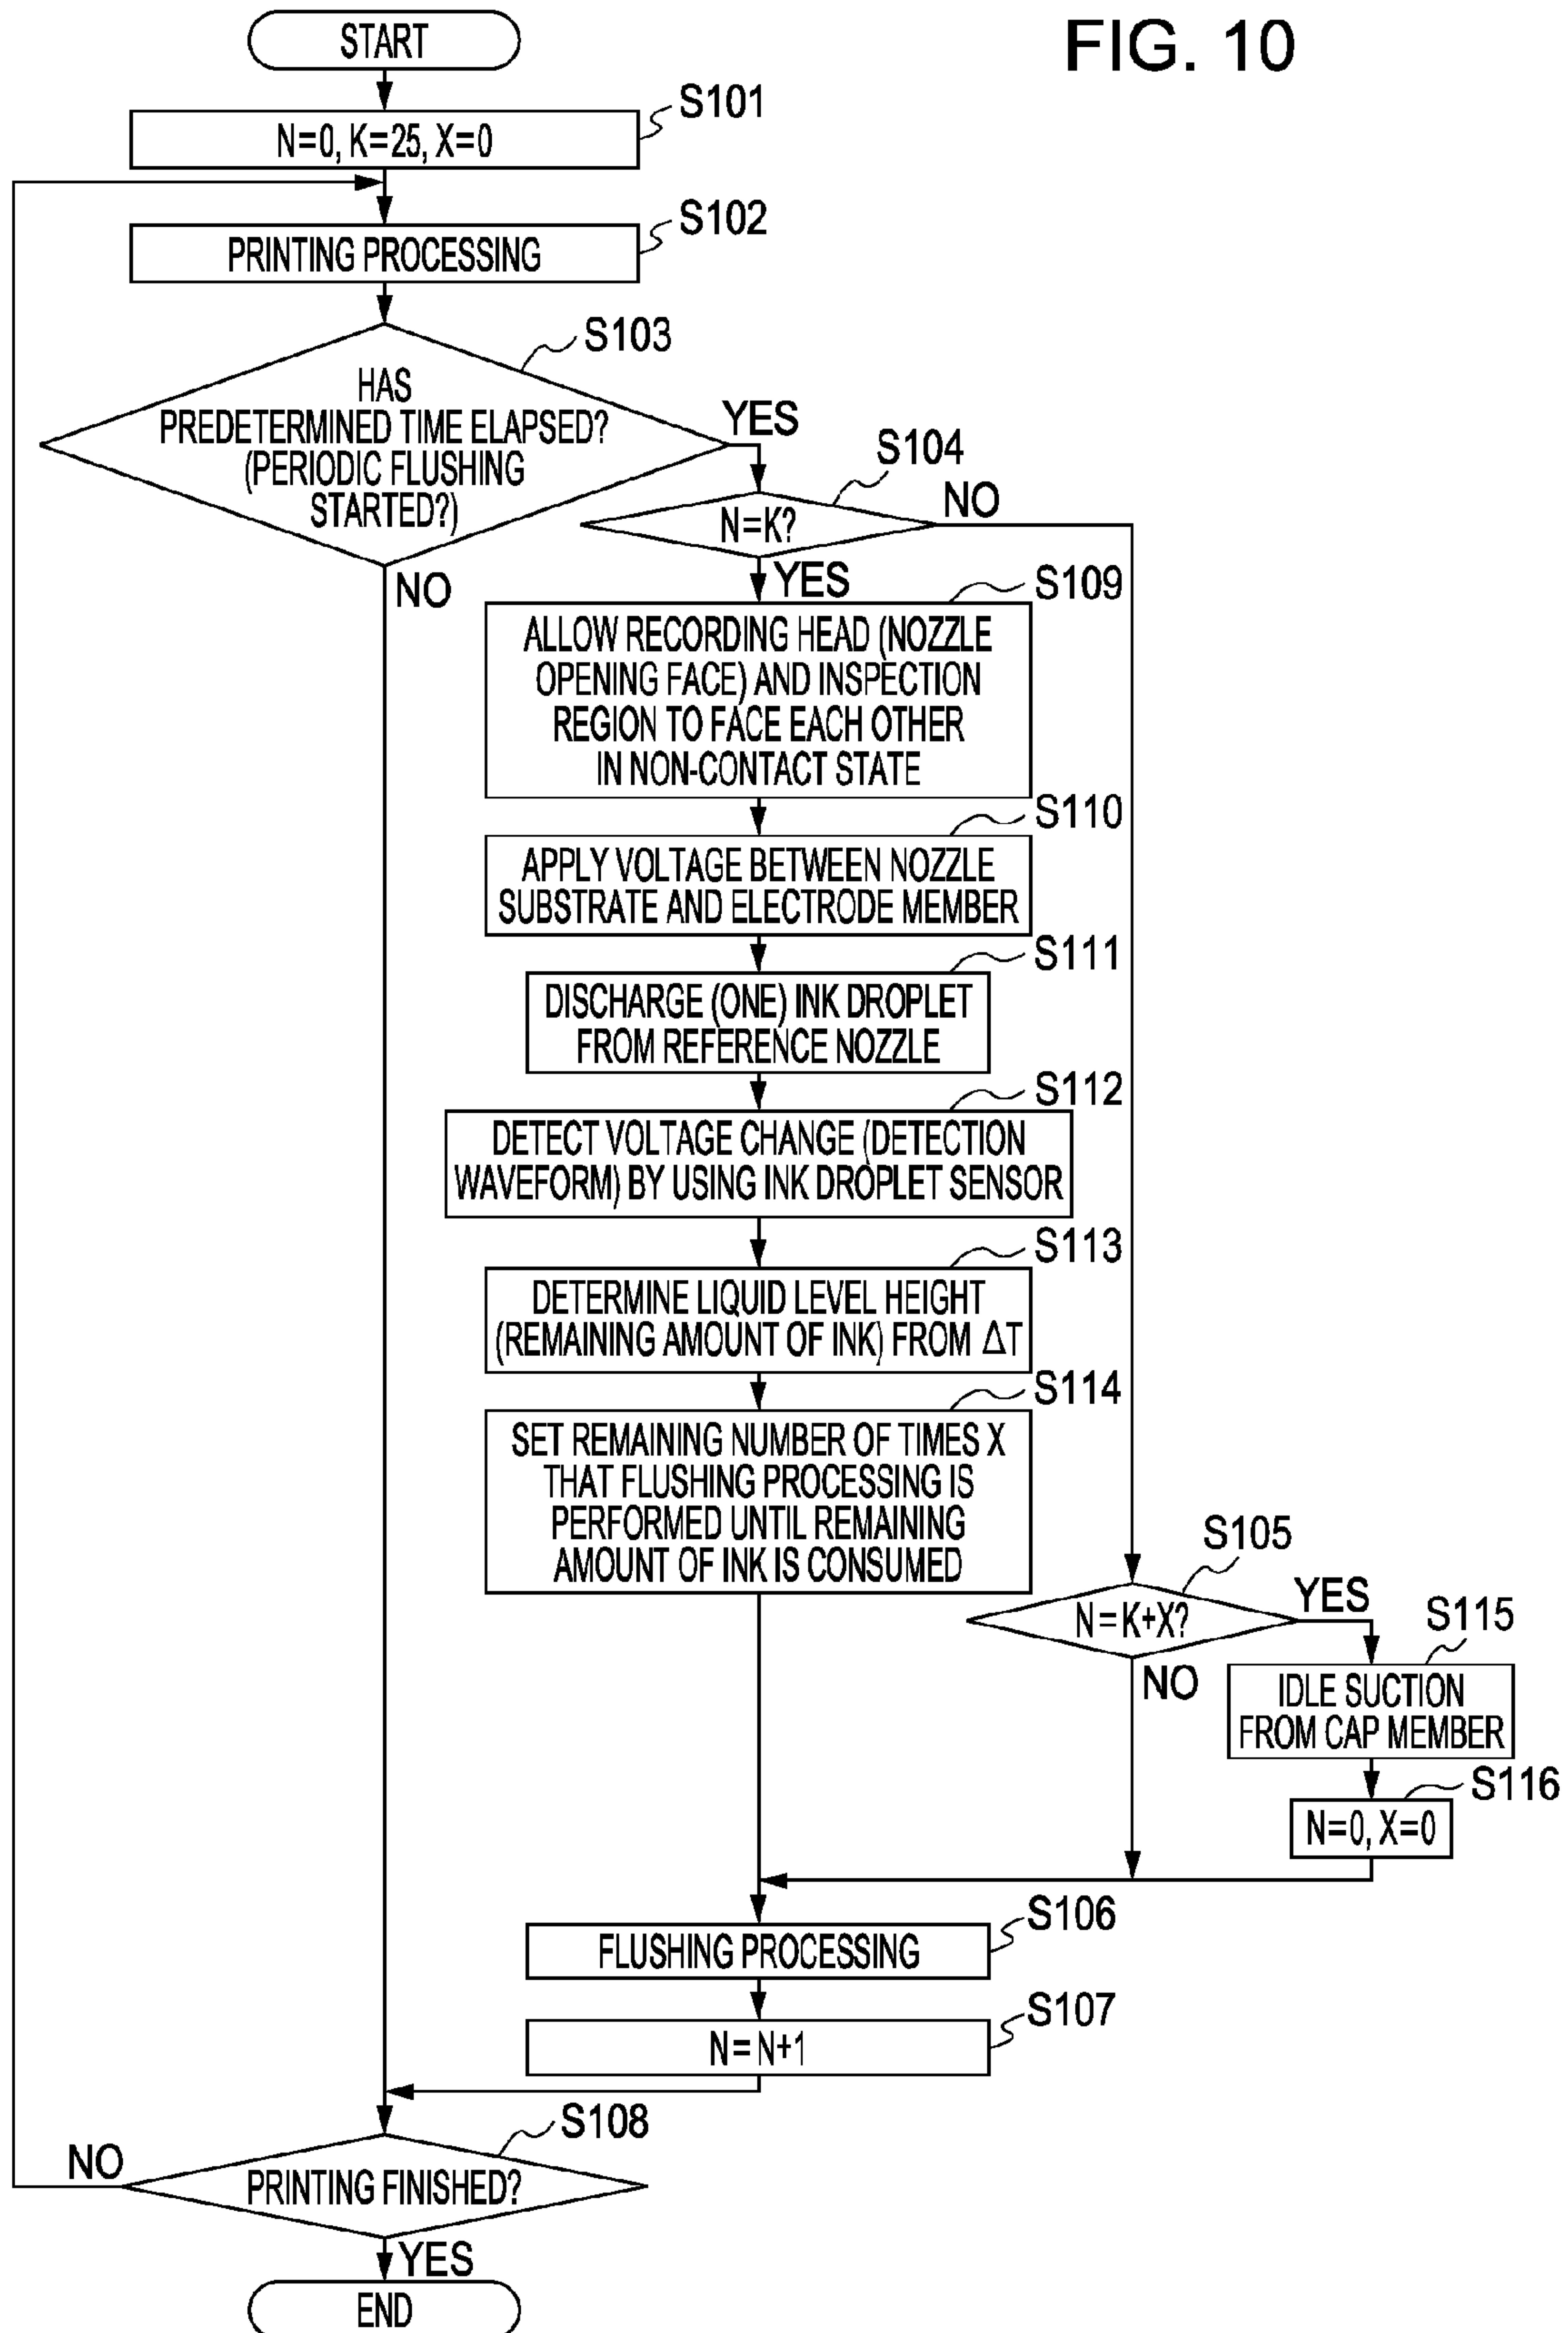 FIG. 10
START
S101
N=0, K=25, X=0
S102
PRINTING PROCESSING
S103
HAS
PREDETERMINED TIME ELAPSED?
(PERIODIC FLUSHING
STARTED?)
YES
NO
S104
N=K?
NO
YES
S109
ALLOW RECORDING HEAD (NOZZLE
OPENING FACE) AND INSPECTION
REGION TO FACE EACH OTHER
IN NON-CONTACT STATE
S110
APPLY VOLTAGE BETWEEN NOZZLE
SUBSTRATE AND ELECTRODE MEMBER
S111
DISCHARGE (ONE) INK DROPLET
FROM REFERENCE NOZZLE
S112
DETECT VOLTAGE CHANGE (DETECTION
WAVEFORM) BY USING INK DROPLET SENSOR
S113
DETERMINE LIQUID LEVEL HEIGHT
(REMAINING AMOUNT OF INK) FROM ΔT
S114
SET REMAINING NUMBER OF TIMES X
THAT FLUSHING PROCESSING IS
PERFORMED UNTIL REMAINING
AMOUNT OF INK IS CONSUMED
S105
N=K+X?
YES
NO
S115
IDLE SUCTION
FROM CAP MEMBER
S116
N=0, X=0
S106
FLUSHING PROCESSING
S107
N=N+1
S108
PRINTING FINISHED?
NO
YES
END